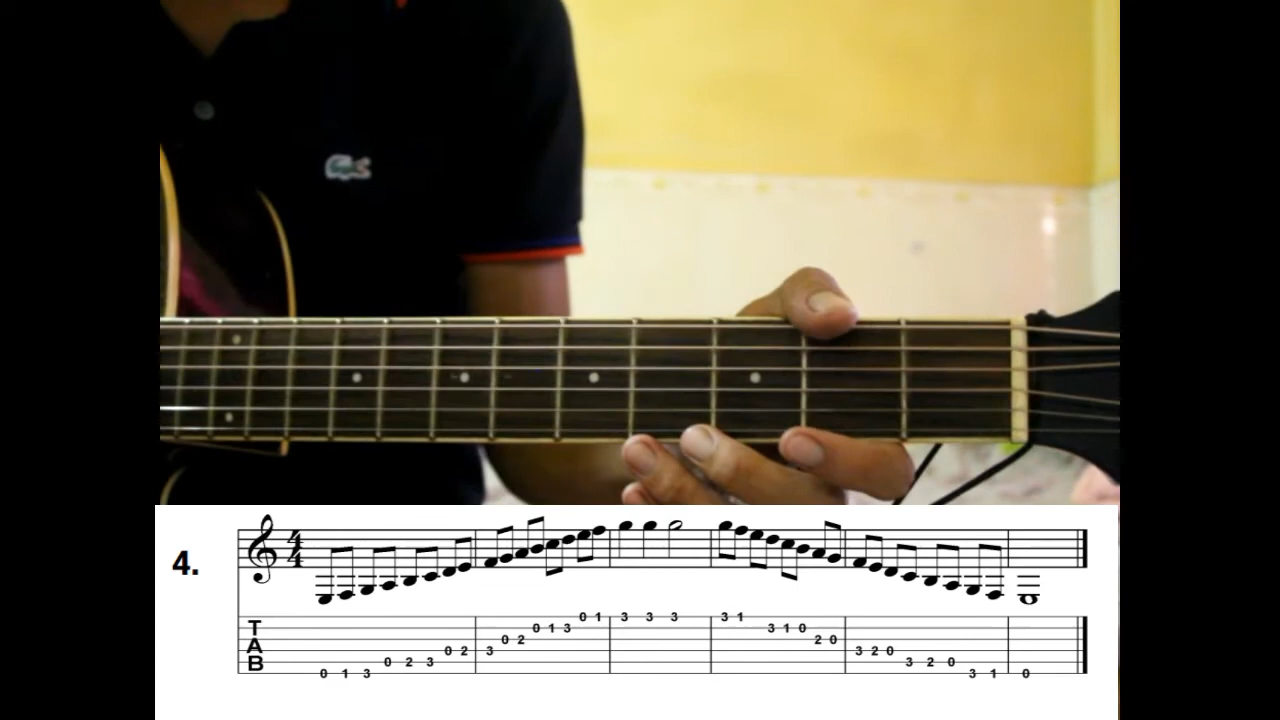 4.
4
4
0 1 3 3 3 3 1
T 0 1 3 3 1 0
0 2 2 0
A 0 2 3 3 2 0
B 0 2 3 3 2 0
0 1 3 3 1 0